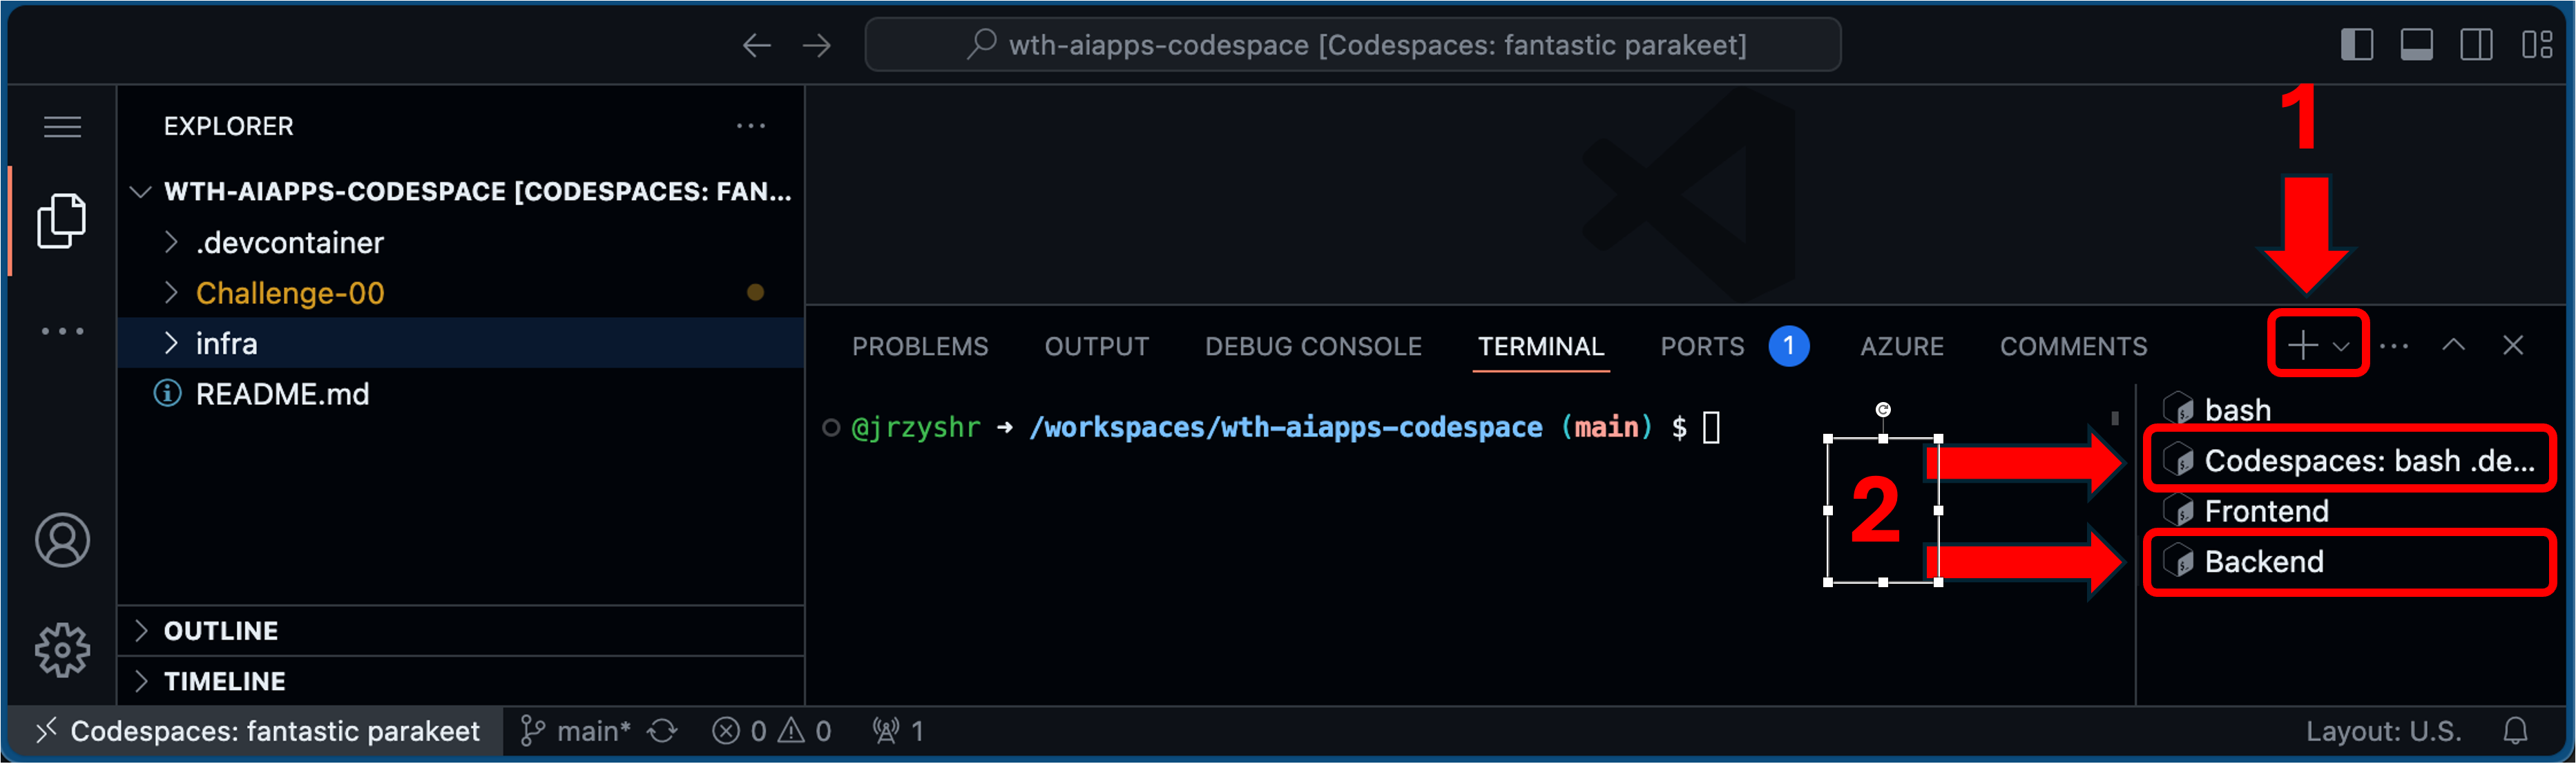 wth-aiapps-codespace [Codespaces: fantastic parakeet]
1
EXPLORER
WTH-AIAPPS-CODESPACE [CODESPACES: FAN...
.devcontainer
Challenge-00
infra
README.md
OUTLINE
TIMELINE
PROBLEMS OUTPUT DEBUG CONSOLE TERMINAL PORTS 1 AZURE COMMENTS
@jrzyshr → /workspaces/wth-aiapps-codespace (main) $
2
bash
Codespaces: bash .de...
Frontend
Backend
Codespaces: fantastic parakeet main* 0 0 1 Layout: U.S.